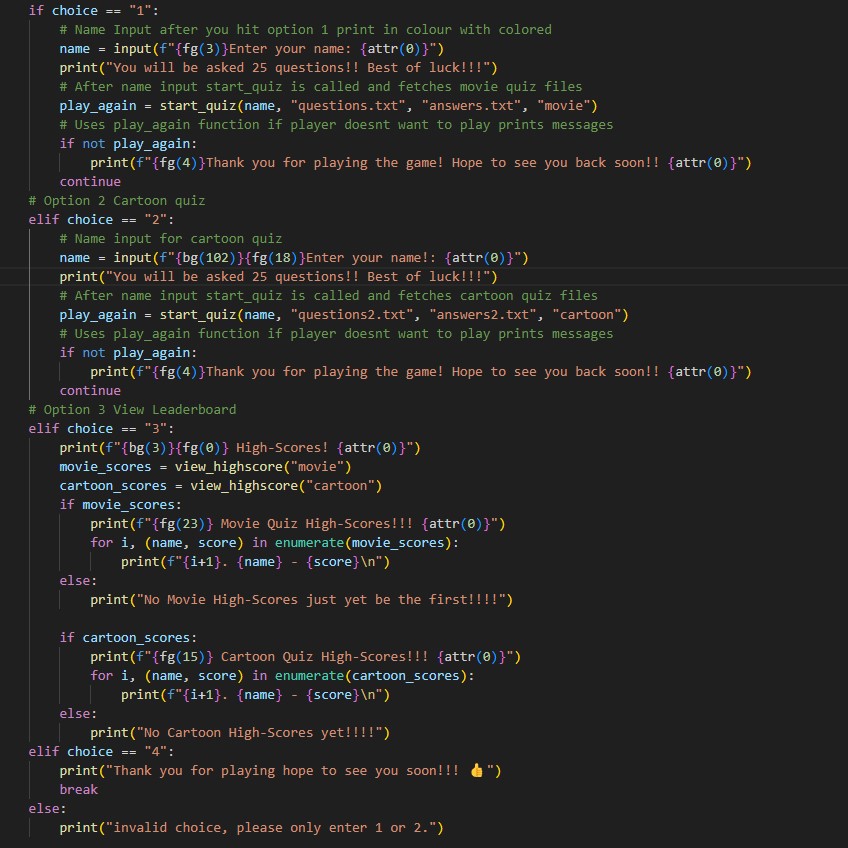 if choice == "1":
    # Name Input after you hit option 1 print in colour with colored
    name = input(f"{fg(3)}Enter your name: {attr(0)}")
    print("You will be asked 25 questions!! Best of luck!!!")
    # After name input start_quiz is called and fetches movie quiz files
    play_again = start_quiz(name, "questions.txt", "answers.txt", "movie")
    # Uses play_again function if player doesnt want to play prints messages
    if not play_again:
        print(f"{fg(4)}Thank you for playing the game! Hope to see you back soon!! {attr(0)}")
    continue
# Option 2 Cartoon quiz
elif choice == "2":
    # Name input for cartoon quiz
    name = input(f"{bg(102)}{fg(18)}Enter your name!: {attr(0)}")
    print("You will be asked 25 questions!! Best of luck!!!")
    # After name input start_quiz is called and fetches cartoon quiz files
    play_again = start_quiz(name, "questions2.txt", "answers2.txt", "cartoon")
    # Uses play_again function if player doesnt want to play prints messages
    if not play_again:
        print(f"{fg(4)}Thank you for playing the game! Hope to see you back soon!! {attr(0)}")
    continue
# Option 3 View Leaderboard
elif choice == "3":
    print(f"{bg(3)}{fg(0)} High-Scores! {attr(0)}")
    movie_scores = view_highscore("movie")
    cartoon_scores = view_highscore("cartoon")
    if movie_scores:
        print(f"{fg(23)} Movie Quiz High-Scores!!! {attr(0)}")
        for i, (name, score) in enumerate(movie_scores):
            print(f"{i+1}. {name} - {score}\n")
    else:
        print("No Movie High-Scores just yet be the first!!!!")

    if cartoon_scores:
        print(f"{fg(15)} Cartoon Quiz High-Scores!!! {attr(0)}")
        for i, (name, score) in enumerate(cartoon_scores):
            print(f"{i+1}. {name} - {score}\n")
    else:
        print("No Cartoon High-Scores yet!!!!")
elif choice == "4":
    print("Thank you for playing hope to see you soon!!! 👍")
    break
else:
    print("invalid choice, please only enter 1 or 2.")